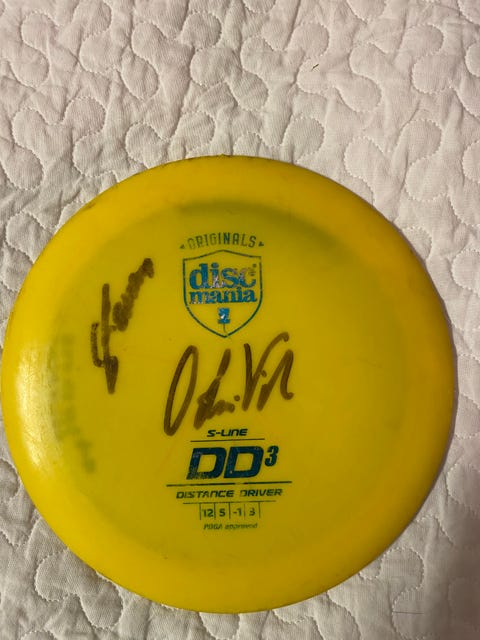 ORIGINALS
disc
mania
S-LINE
DD3
DISTANCE DRIVER
12 5 -1 3
PDGA approved